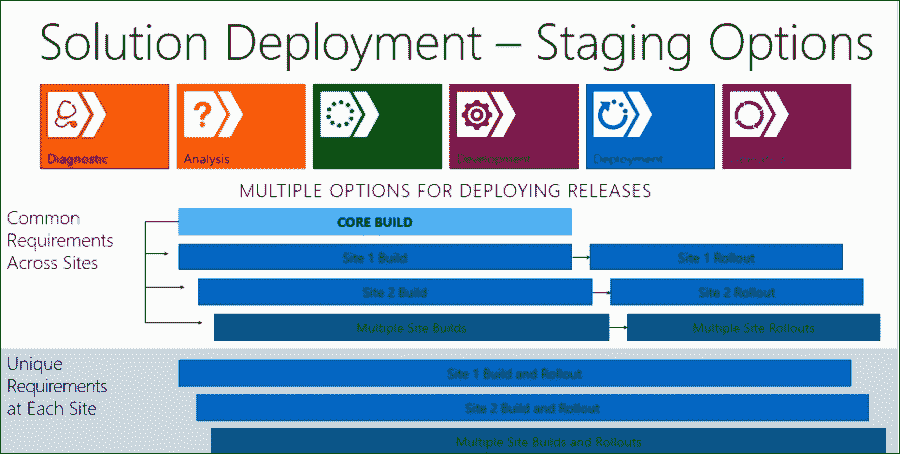 Solution Deployment – Staging Options
Diagnostic
Analysis
Development
Deployment
MULTIPLE OPTIONS FOR DEPLOYING RELEASES
Common
Requirements
Across Sites
CORE BUILD
Site 1 Build
Site 1 Rollout
Site 2 Build
Site 2 Rollout
Multiple Site Builds
Multiple Site Rollouts
Unique
Requirements
at Each Site
Site 1 Build and Rollout
Site 2 Build and Rollout
Multiple Site Builds and Rollouts